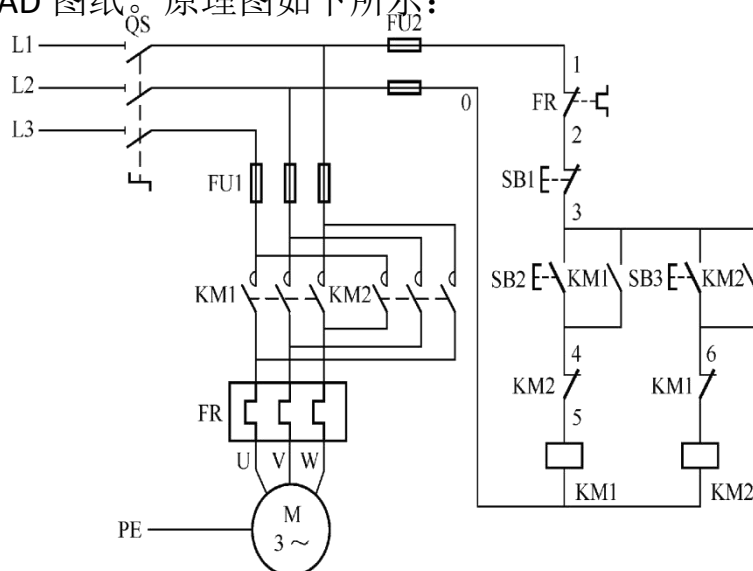 AD 图纸。原理图如下所示：
QS
FU2
L1
1
L2
0
FR
L3
2
FU1
SB1
3
KM1
KM2
SB2
KM1
SB3
KM2
4
6
KM2
KM1
FR
5
U
V
W
KM1
KM2
M
3～
PE